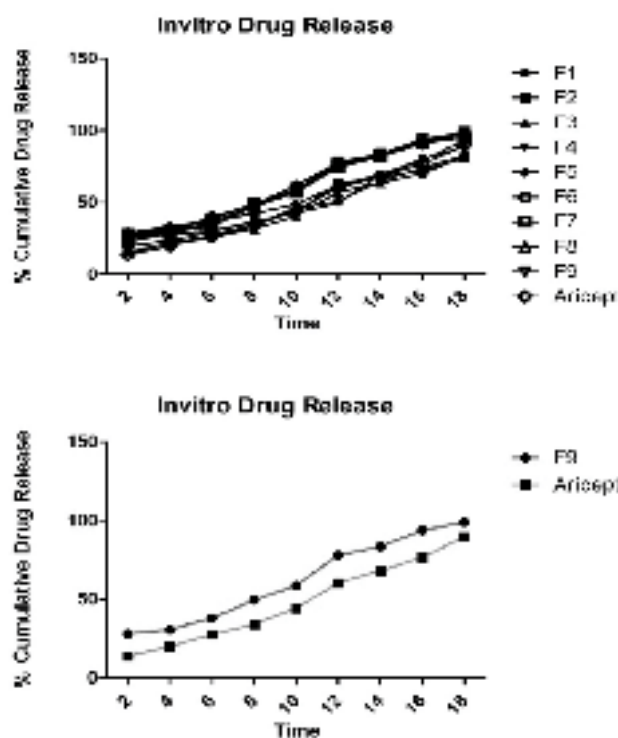 Invitro Drug Release
% Cumulative Drug Release
150
100
50
0
2 4 6 8 10 12 14 16 18
Time
F1
F2
F3
F4
F5
F6
F7
F8
F9
Aricept
Invitro Drug Release
% Cumulative Drug Release
150
100
50
0
2 4 6 8 10 12 14 16 18
Time
F9
Aricept